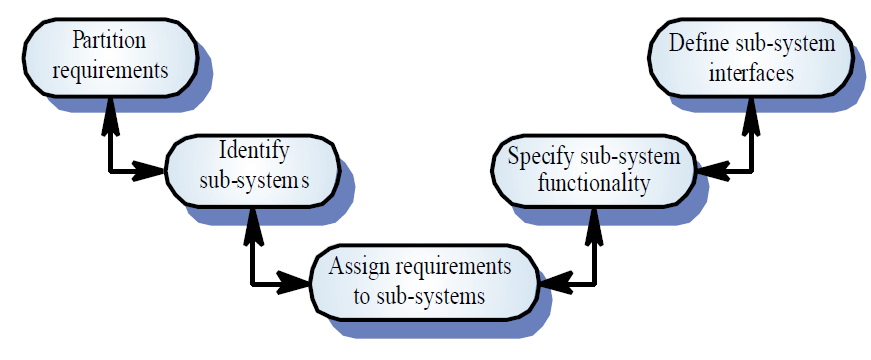 Partition
requirements
Define sub-system
interfaces
Identify
sub-systems
Specify sub-system
functionality
Assign requirements
to sub-systems